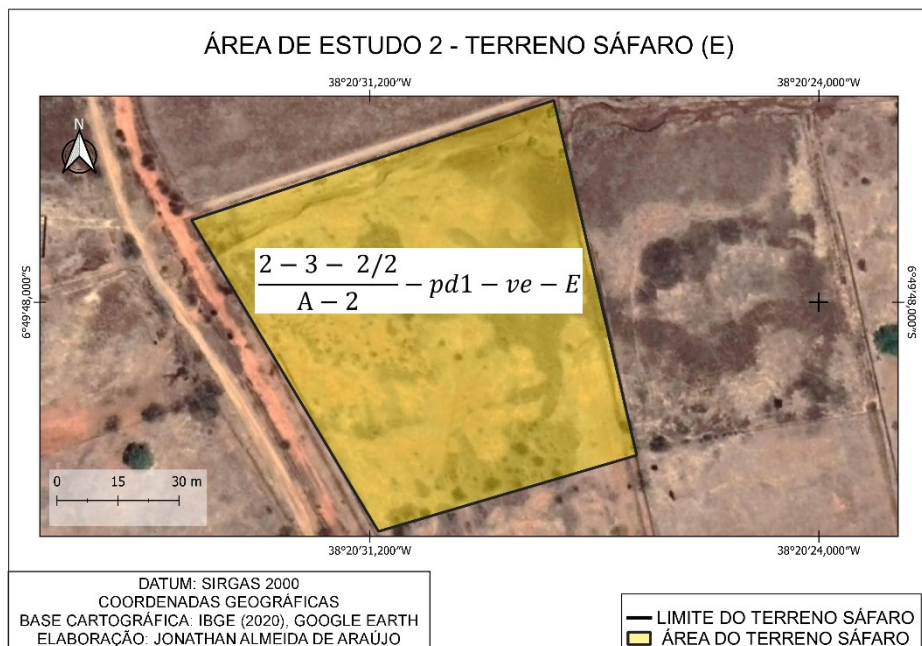 ÁREA DE ESTUDO 2 - TERRENO SÁFARO (E)
38°20'31,200"W
38°20'24,000"W
N
2 − 3 − 2/2
A − 2
− pd1 − ve − E
6°49'48,000"S
6°49'48,000"S
0 15 30 m
38°20'31,200"W
38°20'24,000"W
DATUM: SIRGAS 2000
COORDENADAS GEOGRÁFICAS
BASE CARTOGRÁFICA: IBGE (2020), GOOGLE EARTH
ELABORAÇÃO: JONATHAN ALMEIDA DE ARAÚJO
LIMITE DO TERRENO SÁFARO
ÁREA DO TERRENO SÁFARO